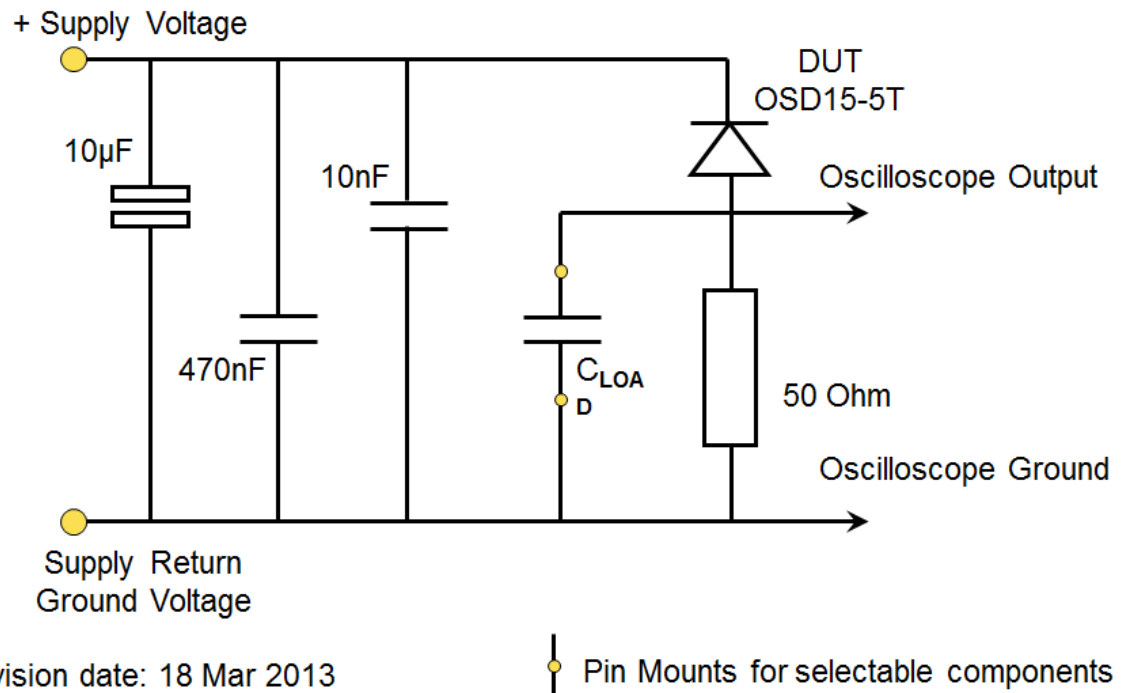 + Supply Voltage
DUT
OSD15-5T
10µF
10nF
Oscilloscope Output
470nF
CLOA
D
50 Ohm
Oscilloscope Ground
Supply Return
Ground Voltage
vision date: 18 Mar 2013
Pin Mounts for selectable components